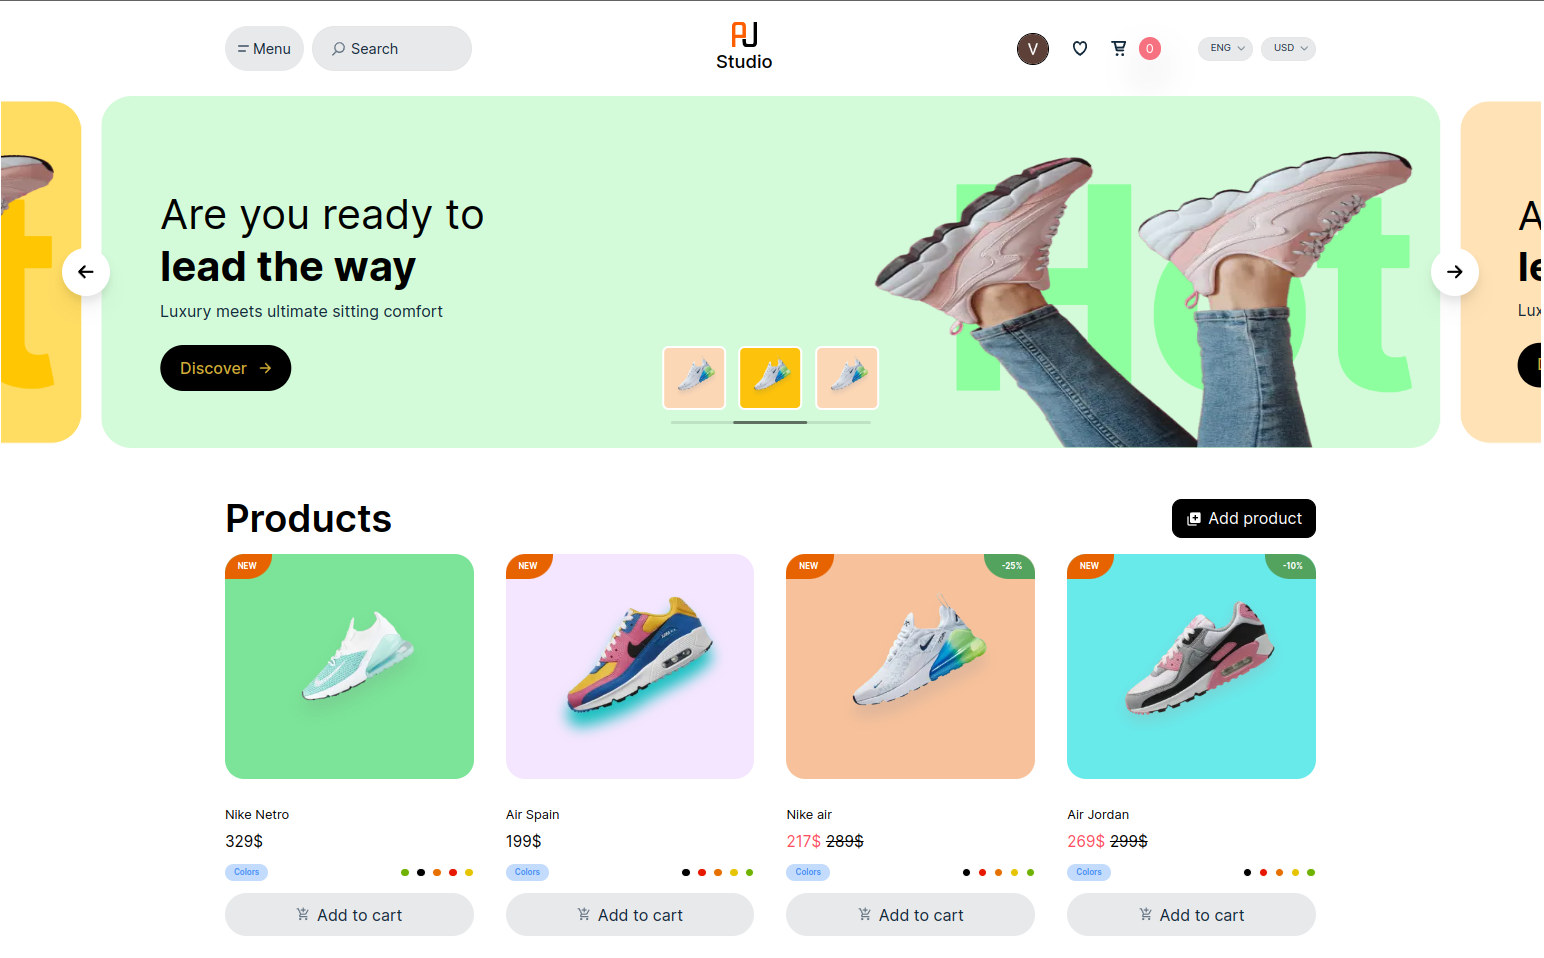 Menu
Search
AJ
Studio
V
0
ENG
USD
t
Are you ready to
lead the way
Luxury meets ultimate sitting comfort
Discover
Hot
A
le
Lux
D
Products
Add product
NEW
NEW
NEW
-25%
NEW
-10%
Nike Netro
329$
Colors
Add to cart
Air Spain
199$
Colors
Add to cart
Nike air
217$ 289$
Colors
Add to cart
Air Jordan
269$ 299$
Colors
Add to cart